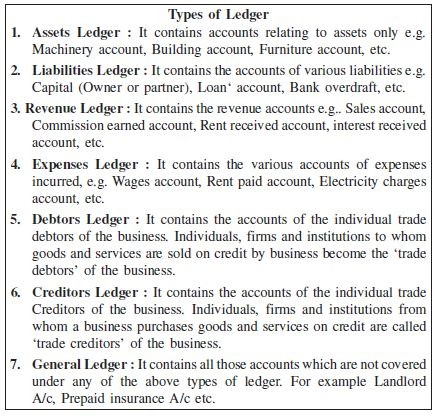 Types of Ledger
1. Assets Ledger : It contains accounts relating to assets only e.g.
Machinery account, Building account, Furniture account, etc.
2. Liabilities Ledger : It contains the accounts of various liabilities e.g.
Capital (Owner or partner), Loan‘ account, Bank overdraft, etc.
3. Revenue Ledger : It contains the revenue accounts e.g.. Sales account,
Commission earned account, Rent received account, interest received
account, etc.
4. Expenses Ledger : It contains the various accounts of expenses
incurred, e.g. Wages account, Rent paid account, Electricity charges
account, etc.
5. Debtors Ledger : It contains the accounts of the individual trade
debtors of the business. Individuals, firms and institutions to whom
goods and services are sold on credit by business become the ‘trade
debtors’ of the business.
6. Creditors Ledger : It contains the accounts of the individual trade
Creditors of the business. Individuals, firms and institutions from
whom a business purchases goods and services on credit are called
‘trade creditors’ of the business.
7. General Ledger : It contains all those accounts which are not covered
under any of the above types of ledger. For example Landlord
A/c, Prepaid insurance A/c etc.